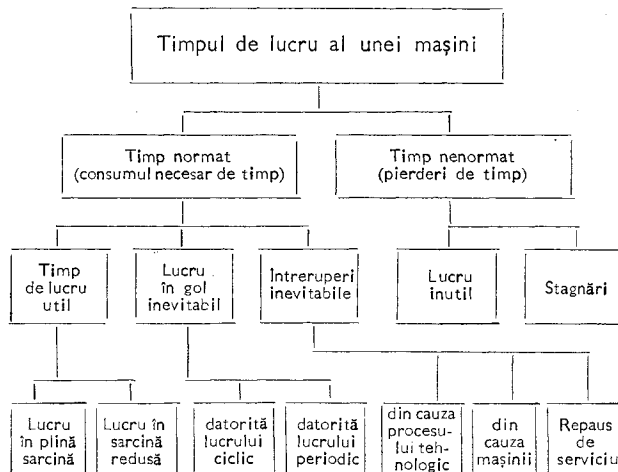 Timpul de lucru al unei mașini
Timp normat
(consumul necesar de timp)
Timp nenormat
(pierderi de timp)
Timp
de lucru
util
Lucru
în gol
inevitabil
Întreruperi
inevitabile
Lucru
inutil
Stagnări
Lucru
în plină
sarcină
Lucru în
sarcină
redusă
datorită
lucrului
ciclic
datorită
lucrului
periodic
din cauza
procesu-
lui teh-
nologic
din
cauza
mașinii
Repaus
de
serviciu